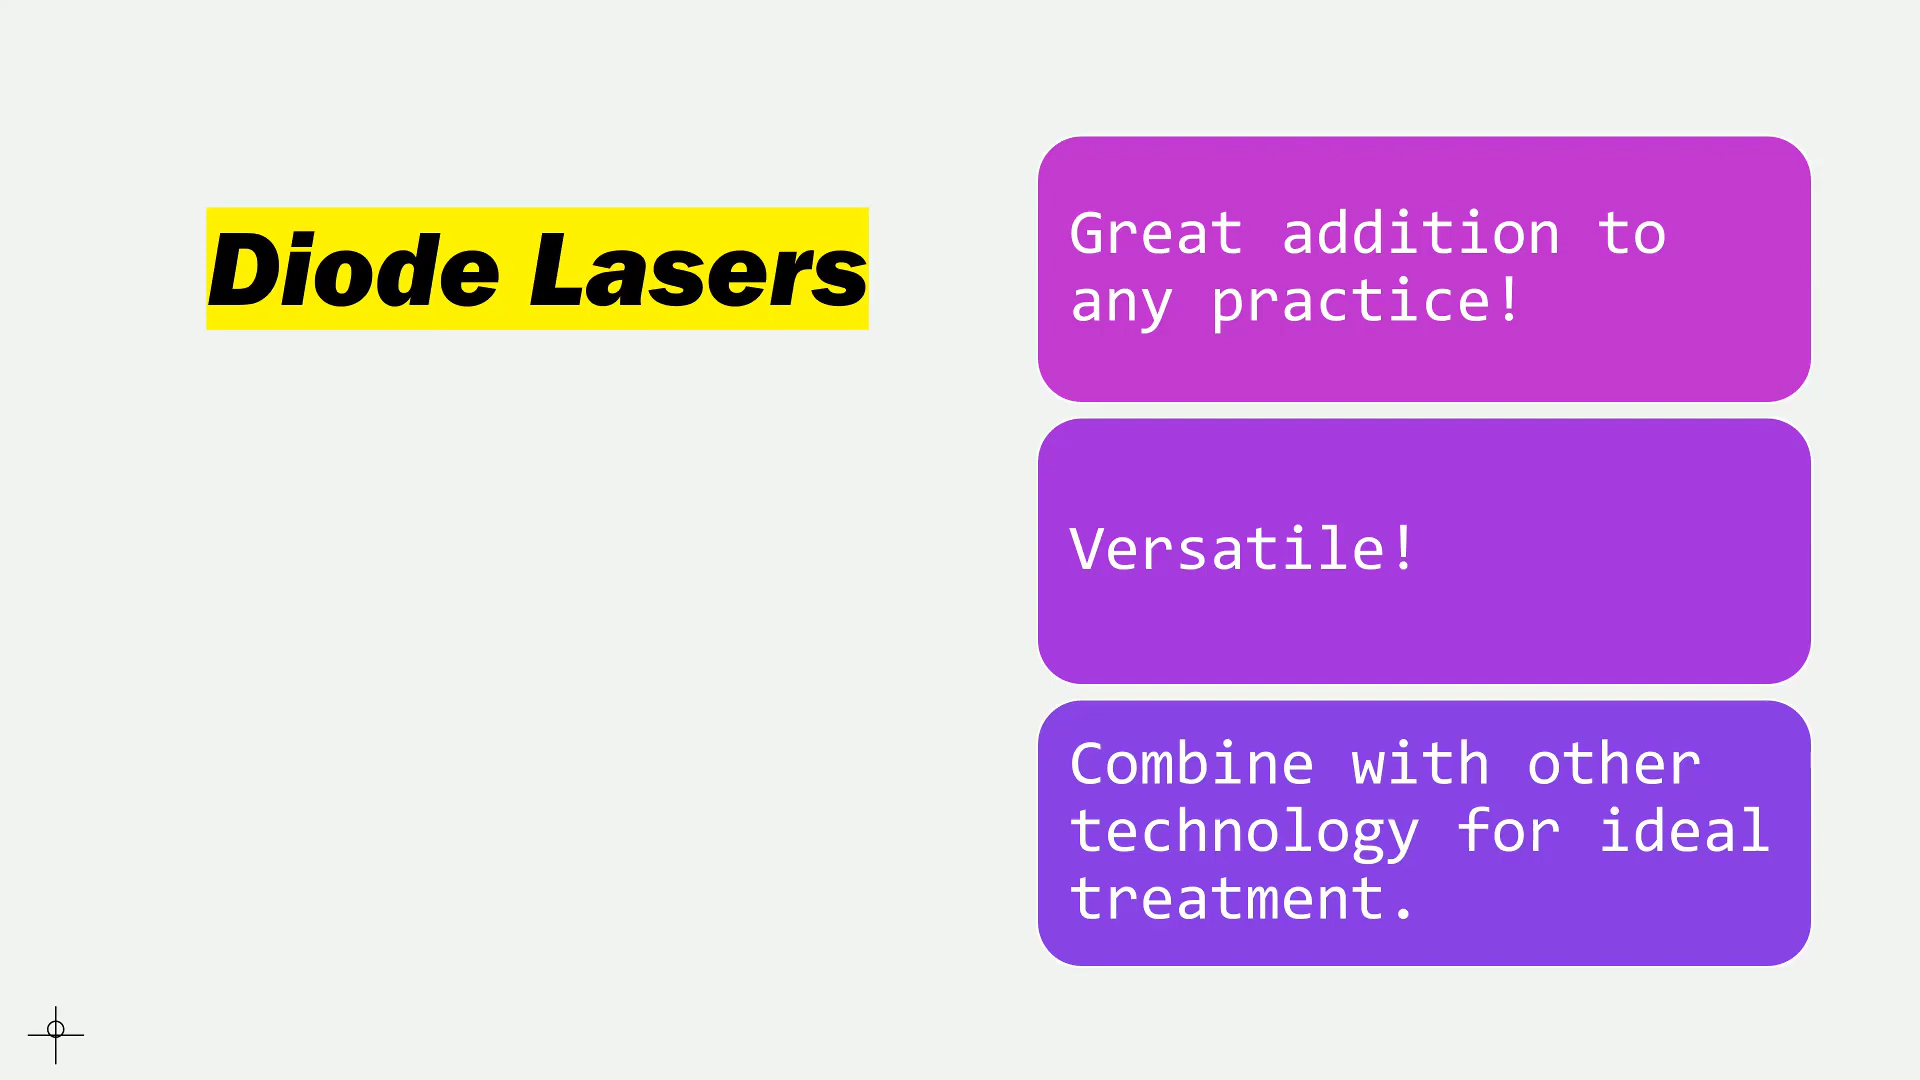 Diode Lasers
Great addition to
any practice!
Versatile!
Combine with other
technology for ideal
treatment.